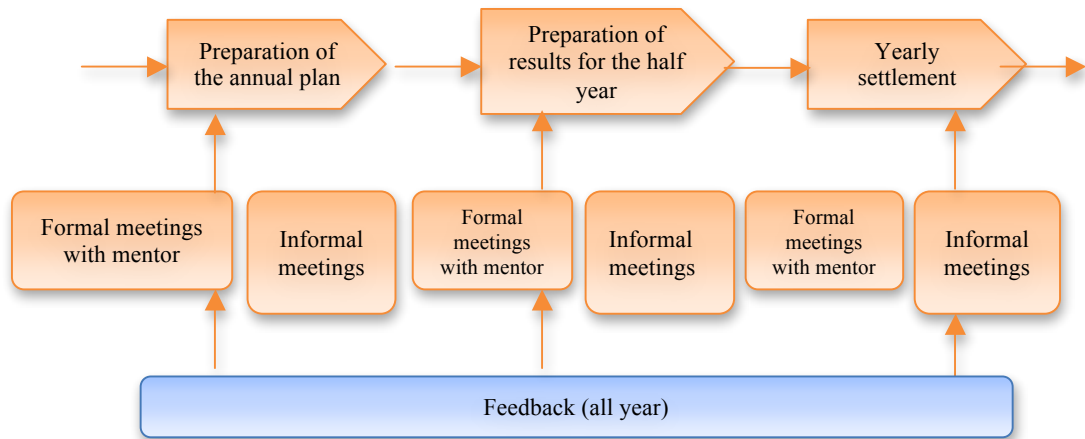 Preparation of
the annual plan
Preparation of
results for the half
year
Yearly
settlement
Formal meetings
with mentor
Informal
meetings
Formal
meetings
with mentor
Informal
meetings
Formal
meetings
with mentor
Informal
meetings
Feedback (all year)